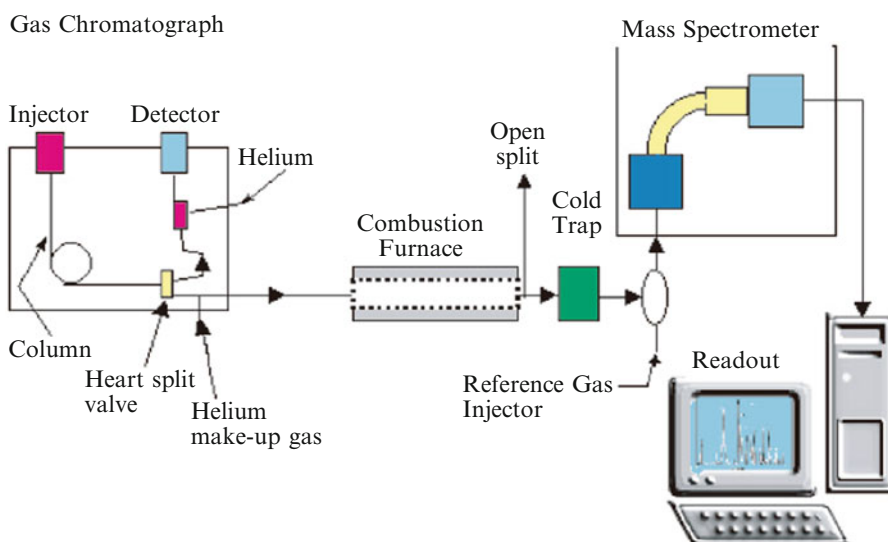 Gas Chromatograph
Mass Spectrometer
Injector
Detector
Helium
Open
split
Cold
Trap
Combustion
Furnace
Column
Heart split
valve
Helium
make-up gas
Reference Gas
Injector
Readout